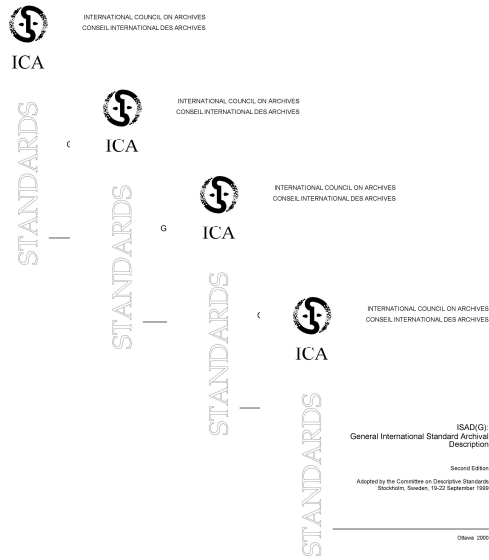 INTERNATIONAL COUNCIL ON ARCHIVES
CONSEIL INTERNATIONAL DES ARCHIVES
ICA
STANDARDS
INTERNATIONAL COUNCIL ON ARCHIVES
CONSEIL INTERNATIONAL DES ARCHIVES
ICA
STANDARDS
G
INTERNATIONAL COUNCIL ON ARCHIVES
CONSEIL INTERNATIONAL DES ARCHIVES
ICA
STANDARDS
INTERNATIONAL COUNCIL ON ARCHIVES
CONSEIL INTERNATIONAL DES ARCHIVES
ICA
STANDARDS
ISAD(G):
General International Standard Archival
Description
Second Edition
Adopted by the Committee on Descriptive Standards
Stockholm, Sweden, 19-22 September 1999
Ottawa 2000